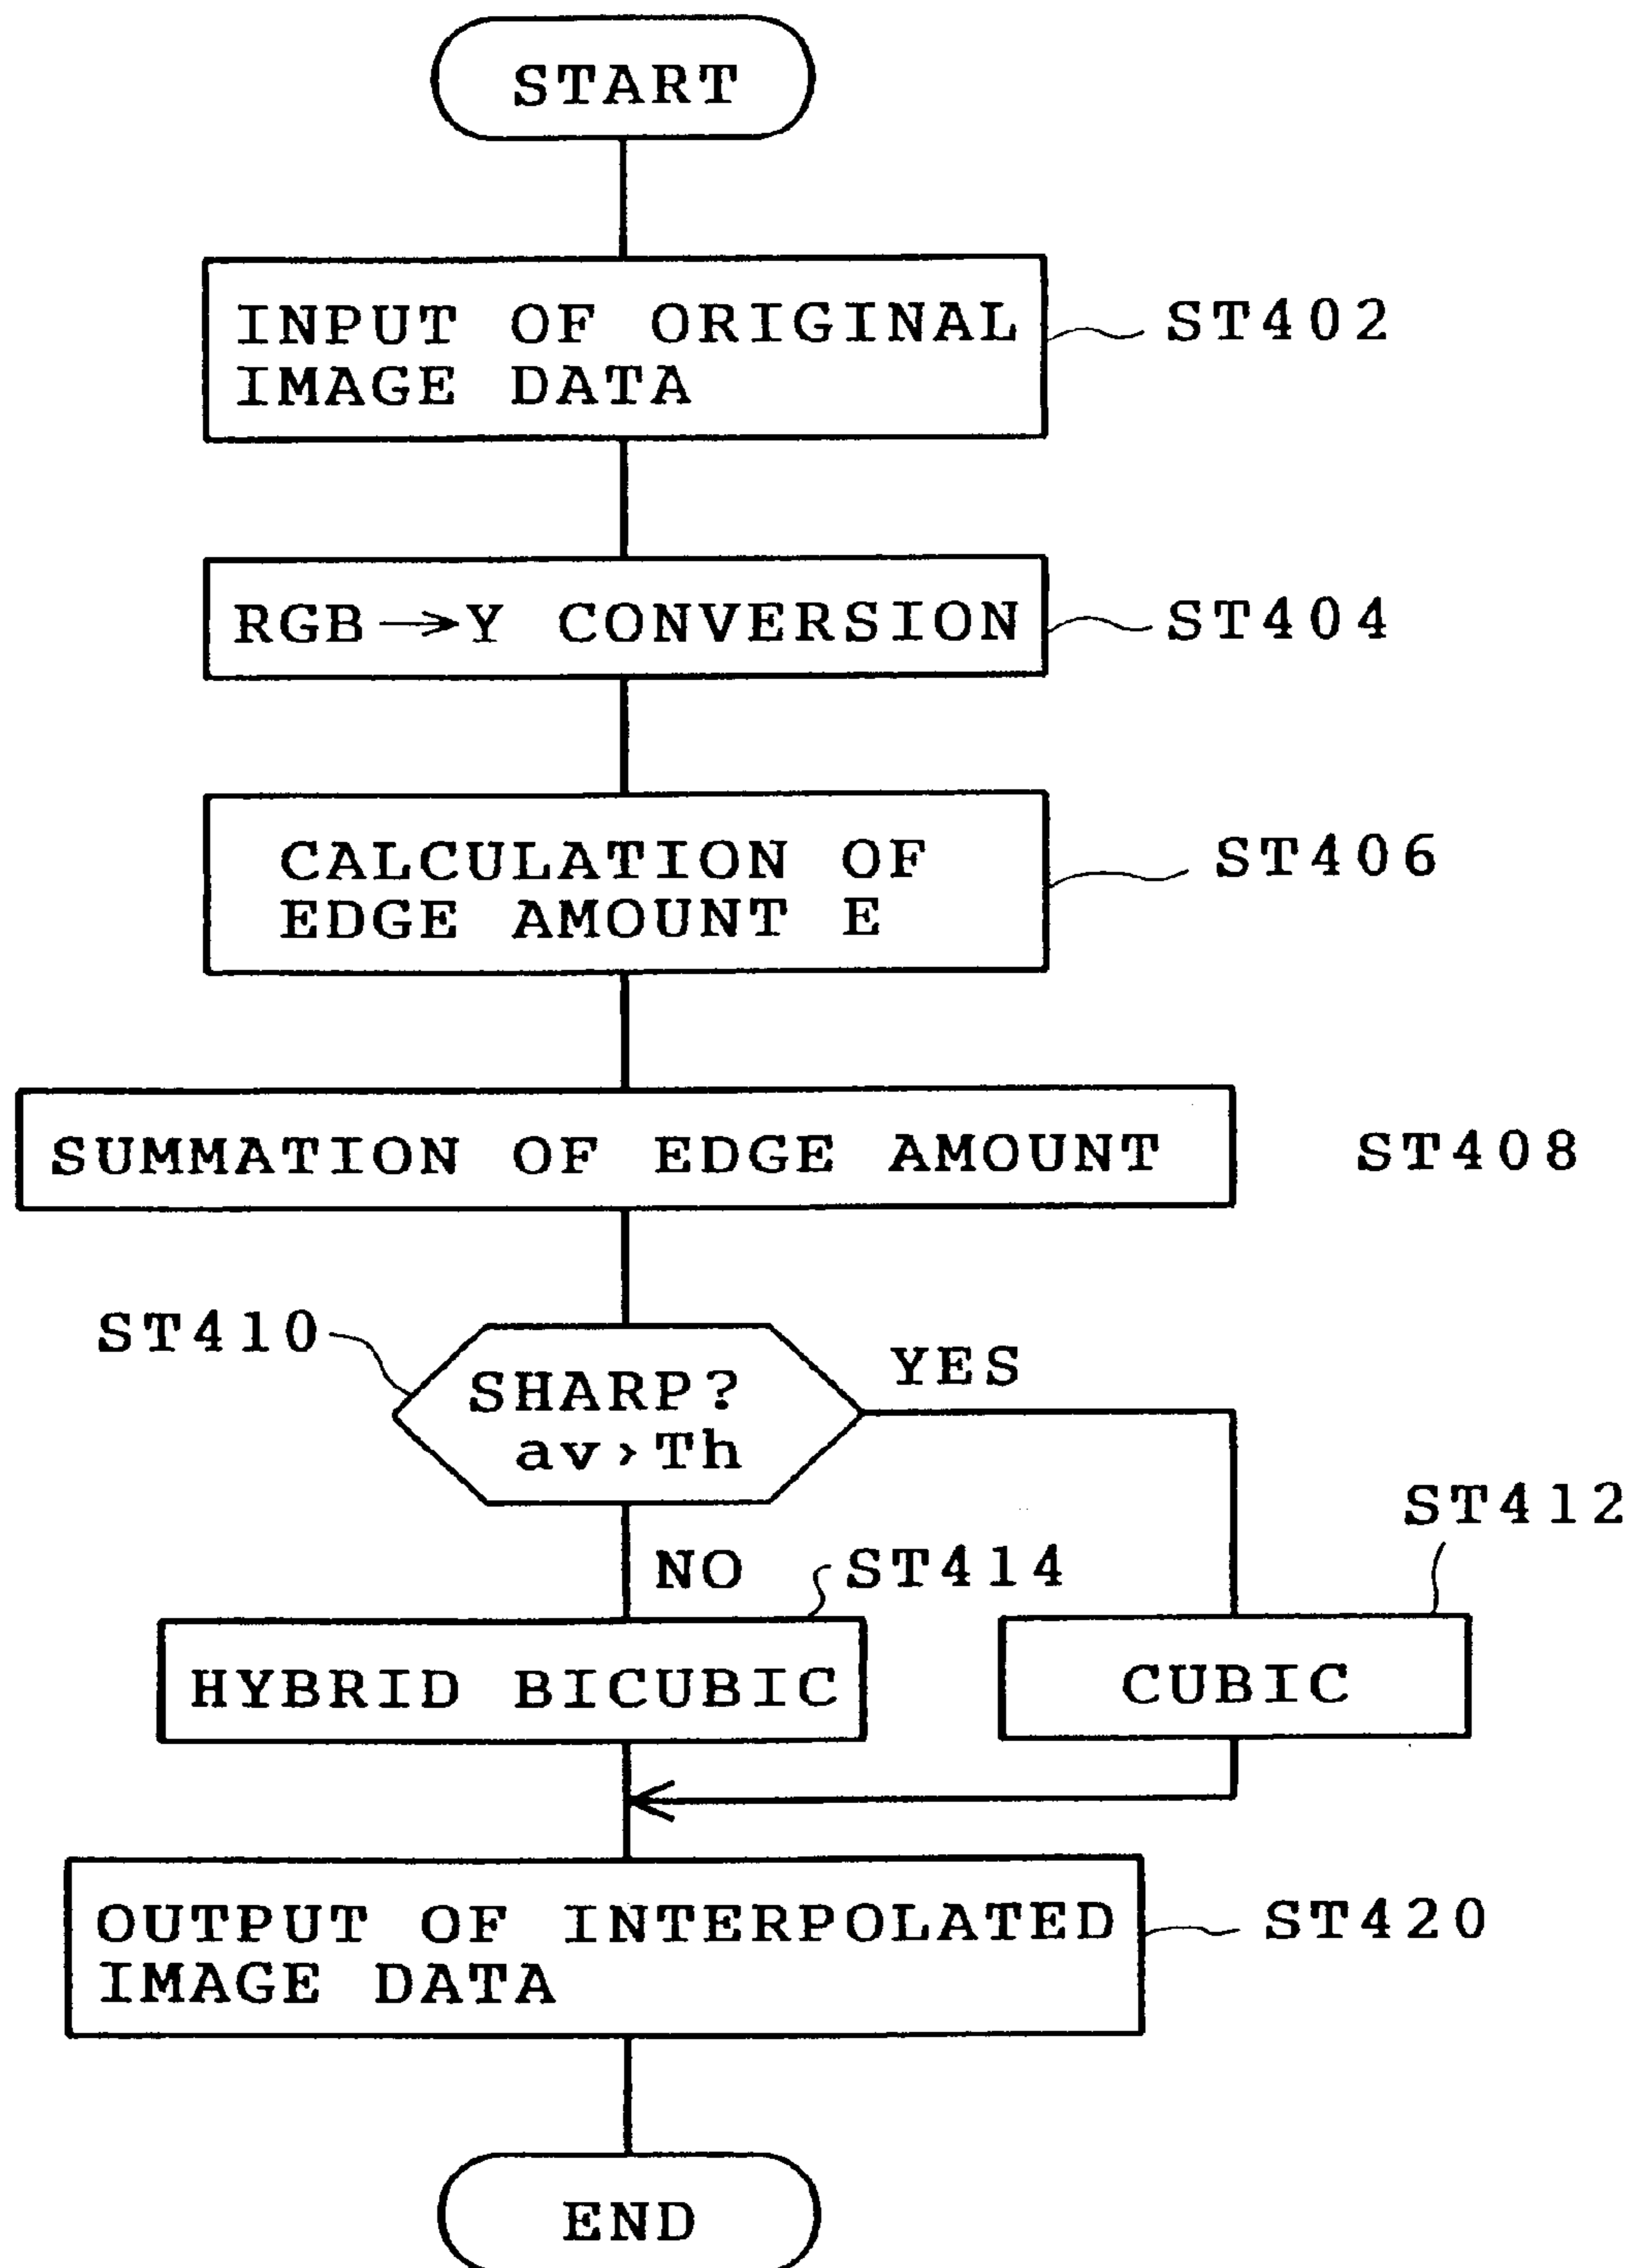 START
INPUT OF ORIGINAL
IMAGE DATA
ST402
RGB→Y CONVERSION
ST404
CALCULATION OF
EDGE AMOUNT E
ST406
SUMMATION OF EDGE AMOUNT
ST408
ST410
SHARP?
av>Th
YES
NO
ST414
ST412
HYBRID BICUBIC
CUBIC
OUTPUT OF INTERPOLATED
IMAGE DATA
ST420
END